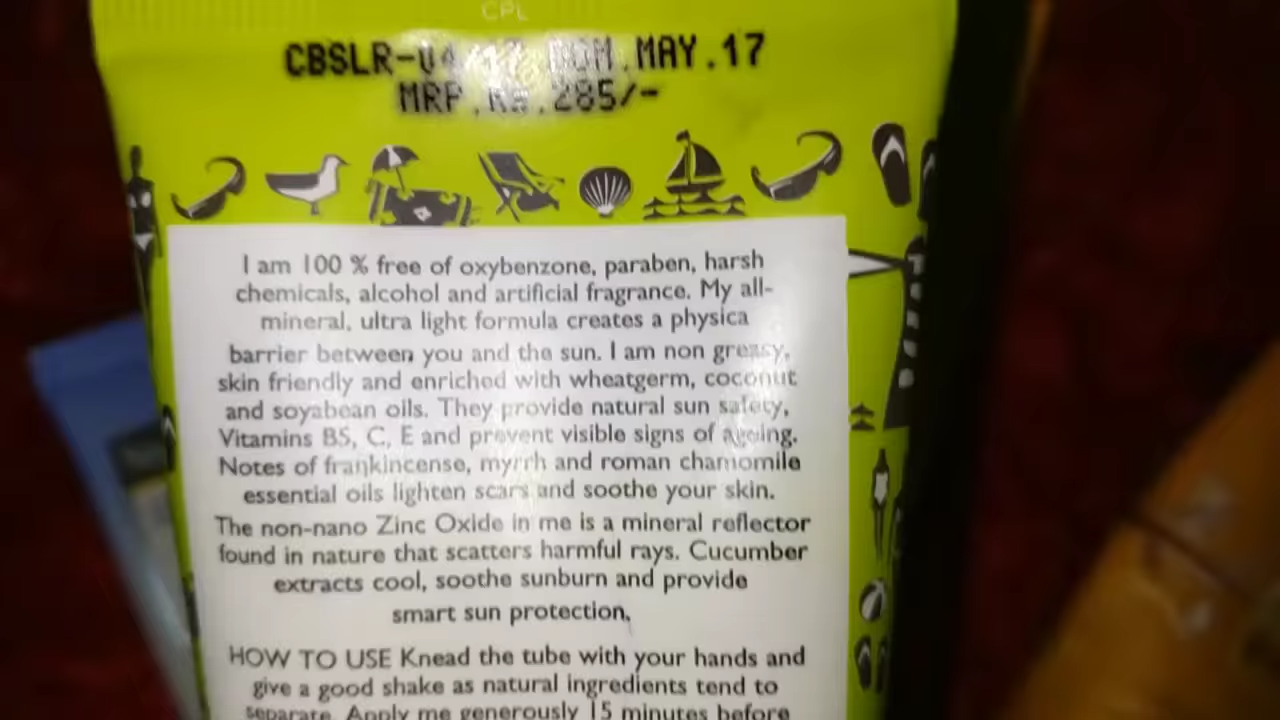 CPL
CBSLR-04/17 DOM.MAY.17
MRP.Rs.285/-
I am 100 % free of oxybenzone, paraben, harsh
chemicals, alcohol and artificial fragrance. My all-
mineral, ultra light formula creates a physica
barrier between you and the sun. I am non greasy,
skin friendly and enriched with wheatgerm, coconut
and soyabean oils. They provide natural sun safety,
Vitamins B5, C, E and prevent visible signs of ageing.
Notes of frankincense, myrrh and roman chamomile
essential oils lighten scars and soothe your skin.
The non-nano Zinc Oxide in me is a mineral reflector
found in nature that scatters harmful rays. Cucumber
extracts cool, soothe sunburn and provide
smart sun protection.
HOW TO USE Knead the tube with your hands and
give a good shake as natural ingredients tend to
separate. Apply me generously 15 minutes before